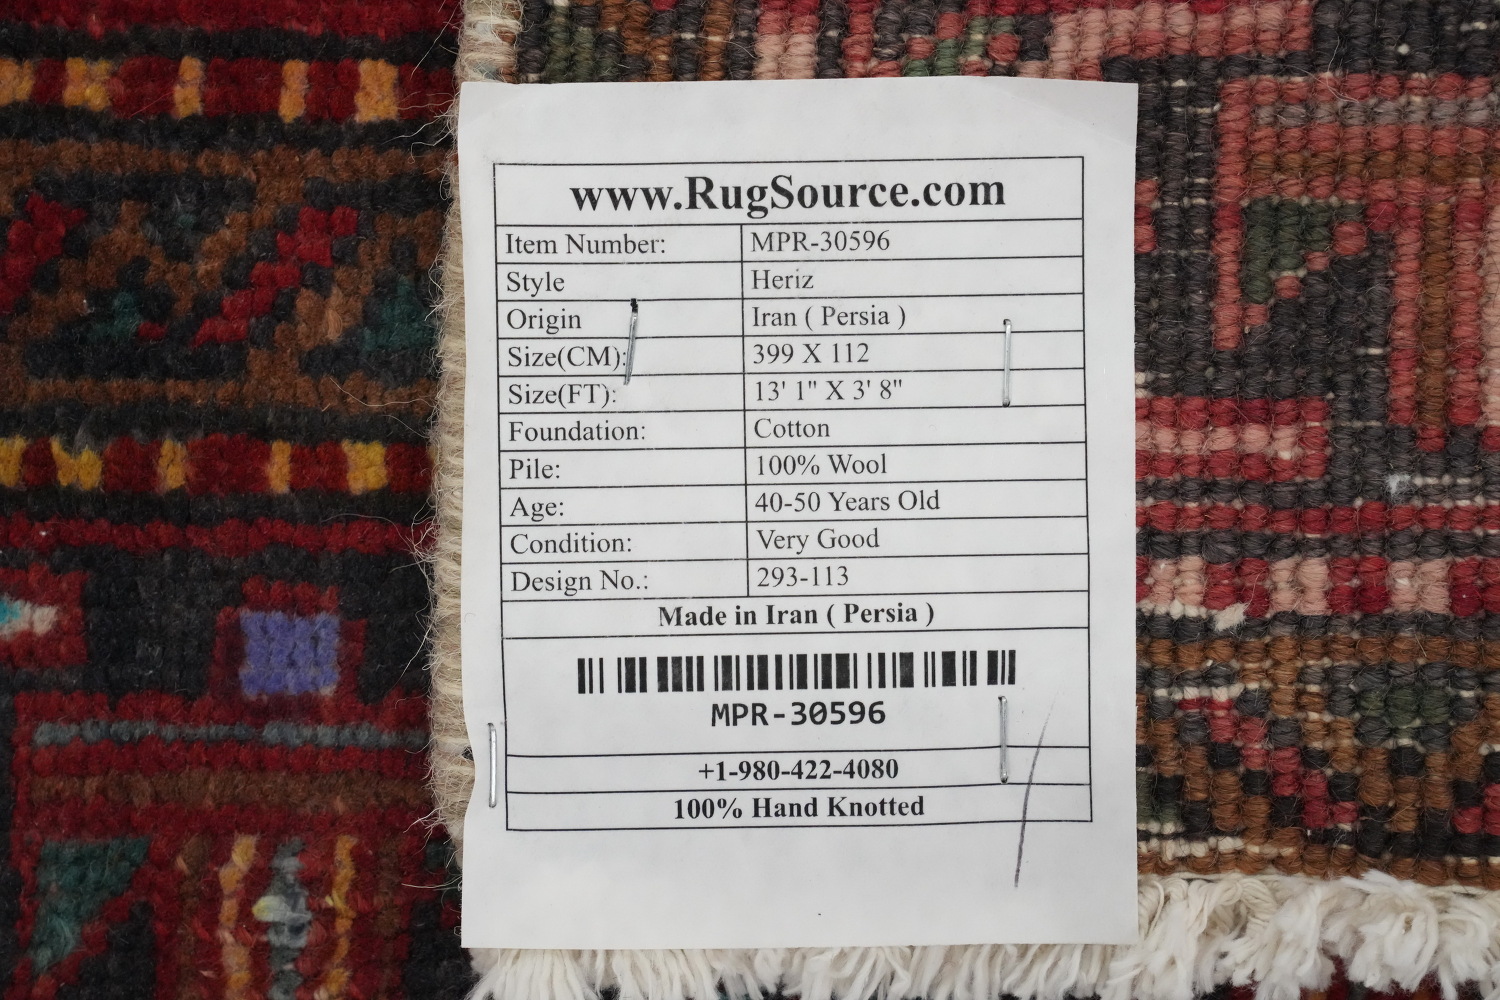 www.RugSource.com
Item Number: MPR-30596
Style Heriz
Origin Iran ( Persia )
Size(CM): 399 X 112
Size(FT): 13' 1" X 3' 8"
Foundation: Cotton
Pile: 100% Wool
Age: 40-50 Years Old
Condition: Very Good
Design No.: 293-113
Made in Iran ( Persia )
MPR-30596
+1-980-422-4080
100% Hand Knotted